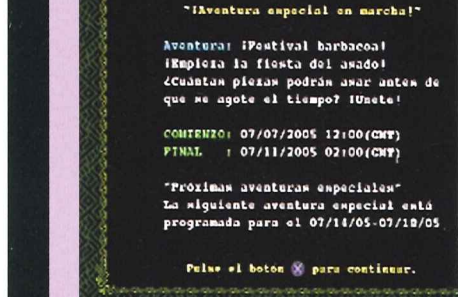 ~¡Aventura especial en marcha!~
Aventura: ¡Festival barbacoa!
¡Empieza la fiesta del asado!
¿Cuántas piezas podrán asar antes de
que se agote el tiempo? ¡Únete!
COMIENZO: 07/07/2005 12:00(GMT)
FINAL : 07/11/2005 02:00(GMT)
"Próximas aventuras especiales"
La siguiente aventura especial está
programada para el 07/14/05-07/18/05
Pulse el botón ⓧ para continuar.